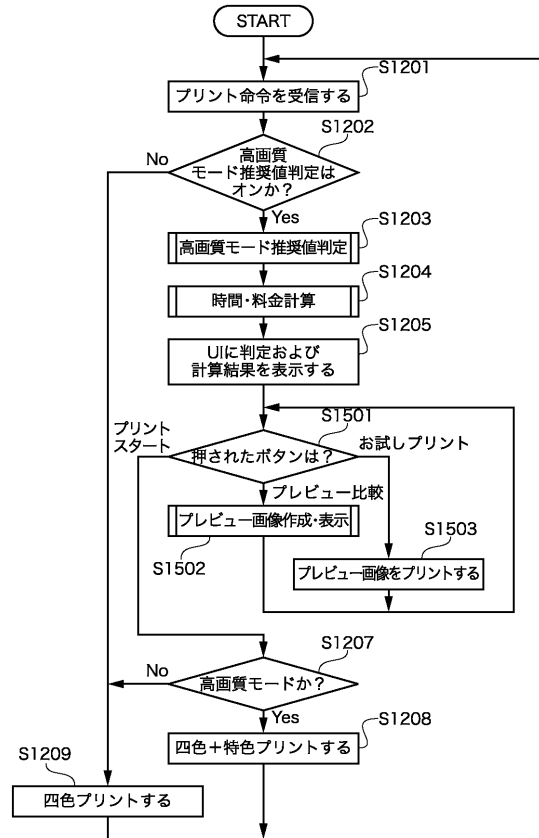 START
S1201
プリント命令を受信する
S1202
高画質
モード推奨値判定は
オンか？
No
Yes
S1203
高画質モード推奨値判定
S1204
時間・料金計算
S1205
UIに判定および
計算結果を表示する
S1501
プリント
スタート
押されたボタンは？
お試しプリント
プレビュー比較
プレビュー画像作成・表示
S1502
S1503
プレビュー画像をプリントする
S1207
No
高画質モードか？
Yes
S1208
四色＋特色プリントする
S1209
四色プリントする